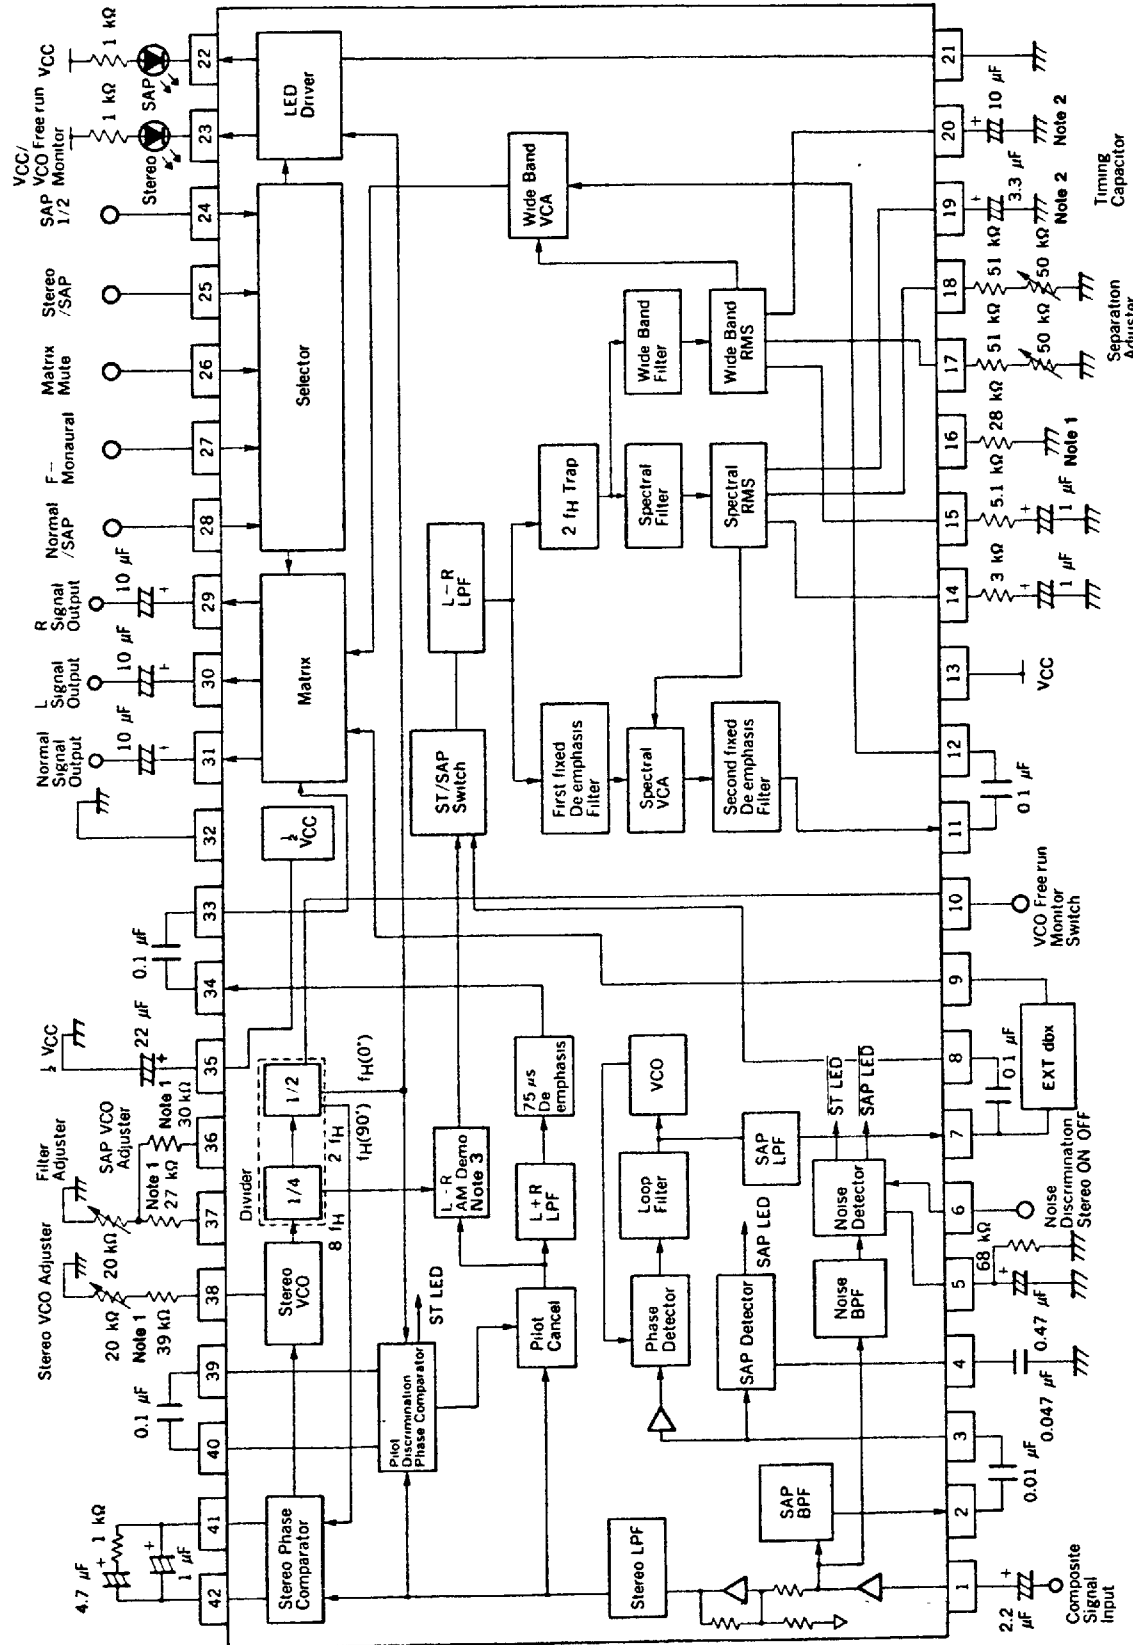 4.7 µF
1 kΩ
1 µF
0.1 µF
Stereo VCO Adjuster
20 kΩ
Note 1
39 kΩ
Filter
Adjuster
20 kΩ
SAP VCO
Adjuster
Note 1
27 kΩ
Note 1
30 kΩ
½ VCC
22 µF
0.1 µF
Normal
Signal
Output
10 µF
L
Signal
Output
10 µF
R
Signal
Output
10 µF
Normal
/SAP
F--
Monaural
Matrix
Mute
Stereo
/SAP
SAP
1/2
VCC/
VCO Free run
Monitor
VCC
Stereo
1 kΩ
SAP
1 kΩ
42
41
40
39
38
37
36
35
34
33
32
31
30
29
28
27
26
25
24
23
22
Stereo Phase
Comparator
Stereo
VCO
Divider
8 fH
1/4
2 fH
1/2
fH(90°)
fH(0°)
½
VCC
Matrix
Selector
LED
Driver
Pilot
Discrimination
Phase Comparator
ST LED
L-R
AM Demo
Note 3
ST/SAP
Switch
L-R
LPF
Stereo LPF
Pilot
Cancel
L+R
LPF
75 µs
De
emphasis
First fixed
De emphasis
Filter
2 fH Trap
Wide Band
VCA
Phase
Detector
Loop
Filter
VCO
Spectral
VCA
Spectral
Filter
Wide Band
Filter
SAP
BPF
SAP Detector
SAP LED
SAP
LPF
Second fixed
De emphasis
Filter
Spectral
RMS
Wide Band
RMS
Noise
BPF
Noise
Detector
ST LED
SAP LED
1
2
3
4
5
6
7
8
9
10
11
12
13
14
15
16
17
18
19
20
21
2.2
µF
Composite
Signal
Input
0.01 µF
0.047 µF
0.47
µF
68 kΩ
Noise
Discrimination
Stereo ON OFF
0.1 µF
EXT dbx
VCO Free run
Monitor
Switch
0 1 µF
VCC
3 kΩ
1 µF
5.1 kΩ
1 µF
28 kΩ
Note 1
51 kΩ
50 kΩ
51 kΩ
50 kΩ
Separation
Adjuster
3.3 µF
Note 2
10 µF
Note 2
Timing
Capacitor